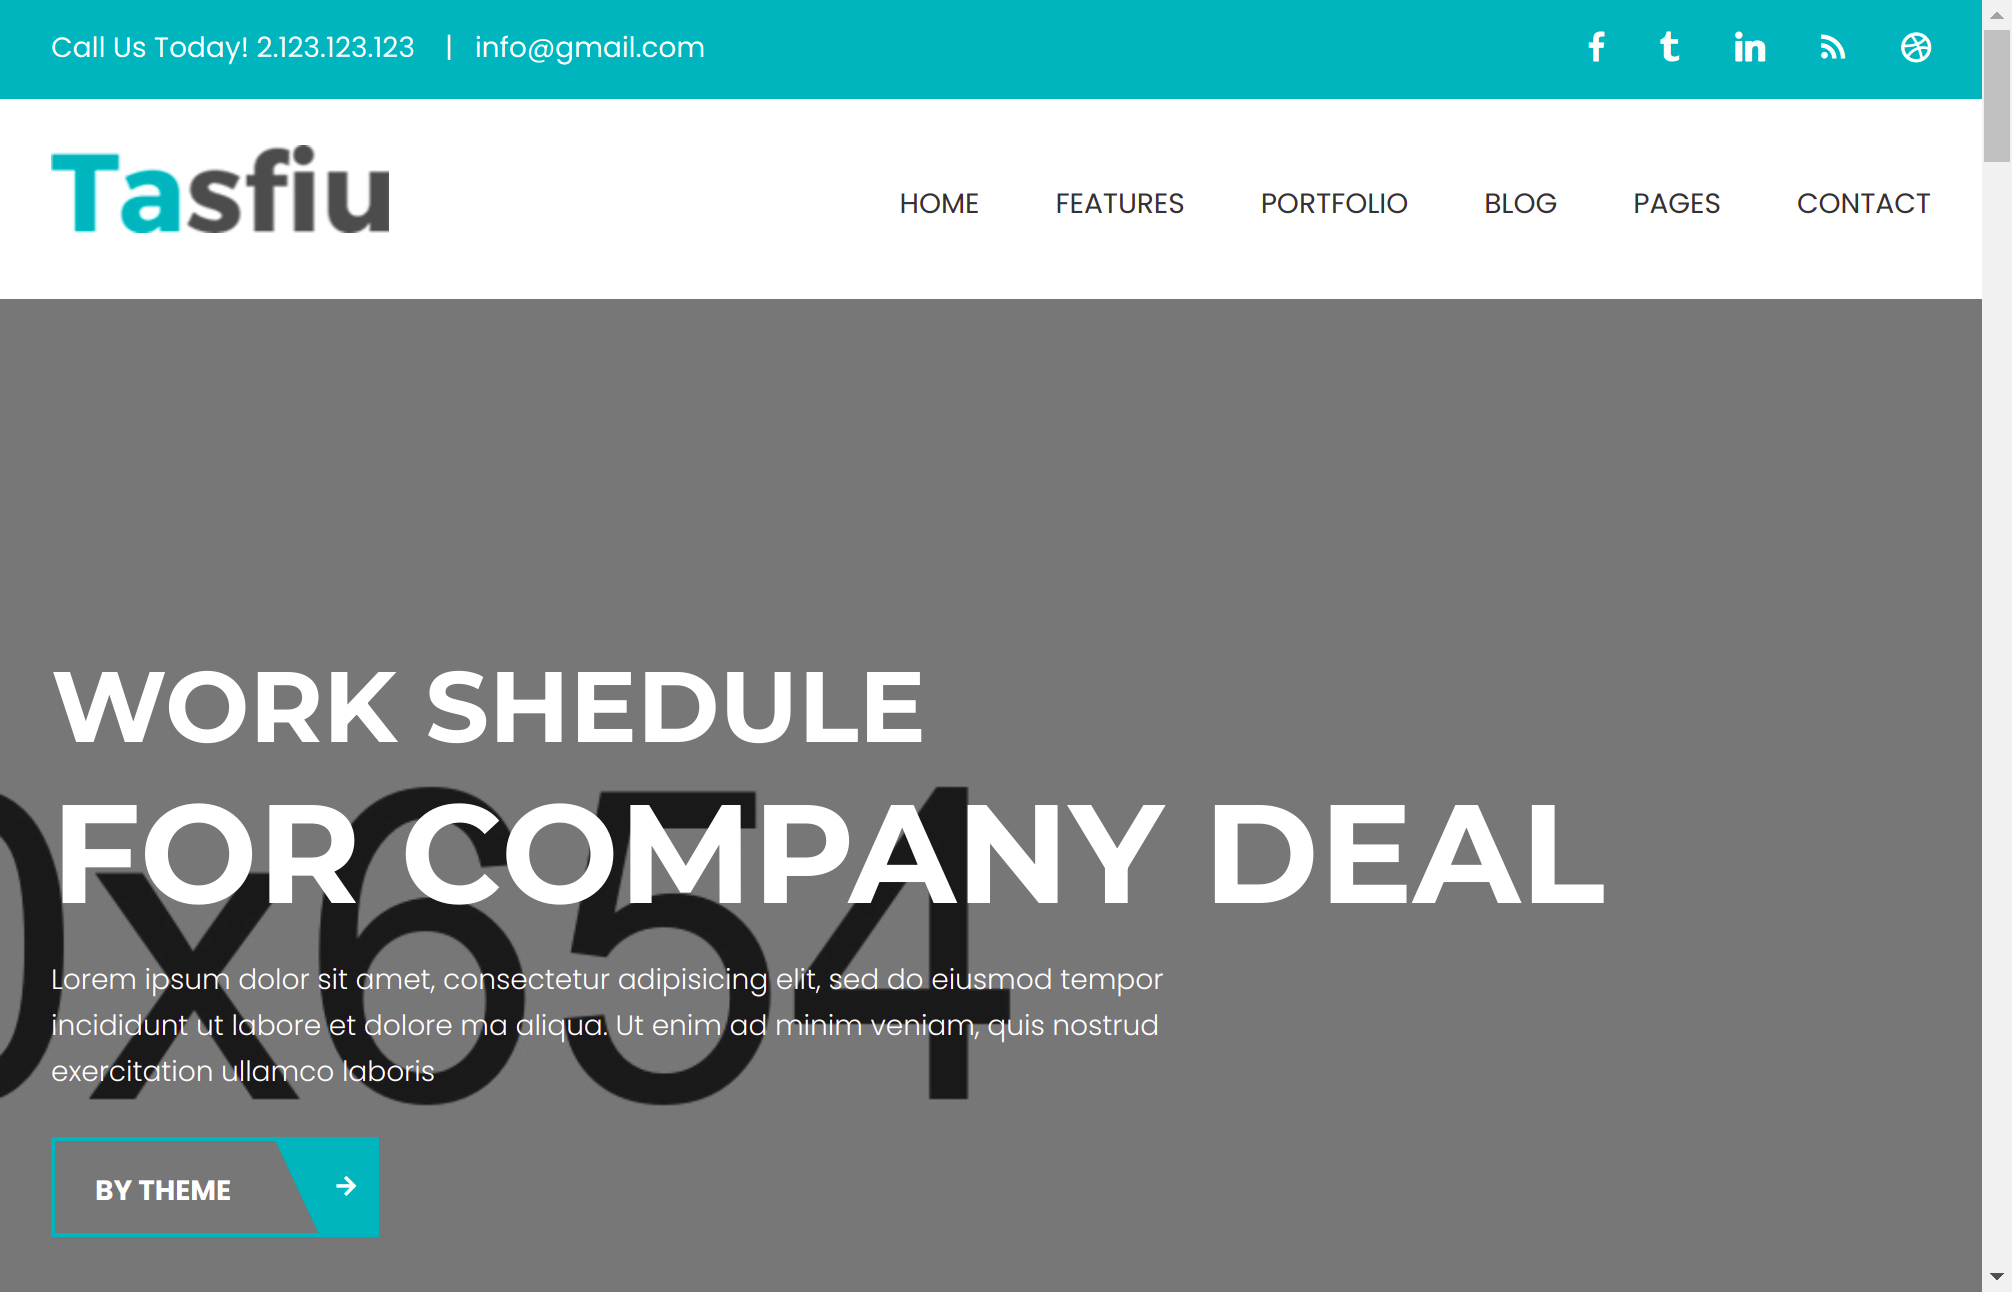 Call Us Today! 2.123.123.123 | info@gmail.com
Tasfiu
HOME FEATURES PORTFOLIO BLOG PAGES CONTACT
WORK SHEDULE
FOR COMPANY DEAL
0x654
Lorem ipsum dolor sit amet, consectetur adipisicing elit, sed do eiusmod tempor
incididunt ut labore et dolore ma aliqua. Ut enim ad minim veniam, quis nostrud
exercitation ullamco laboris
BY THEME